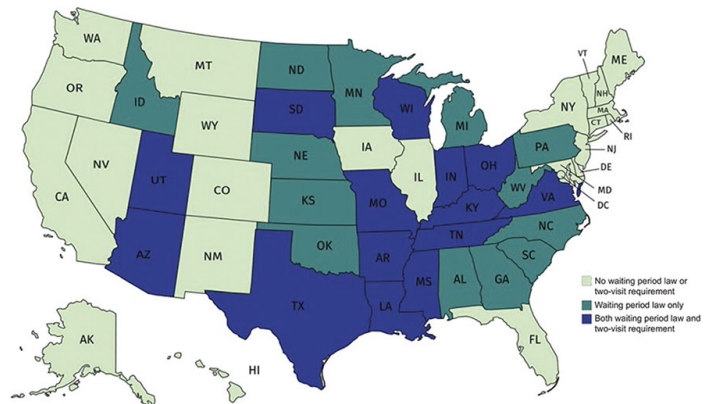 WA
MT
ND
MN
VT
ME
OR
ID
SD
WI
MI
NY
NH
MA
CT
RI
WY
NE
IA
PA
NJ
NV
UT
CO
IL
IN
OH
DE
MD
DC
CA
KS
MO
KY
WV
VA
AZ
NM
OK
AR
TN
NC
SC
TX
LA
MS
AL
GA
FL
AK
HI
No waiting period law or
two-visit requirement
Waiting period law only
Both waiting period law and
two-visit requirement